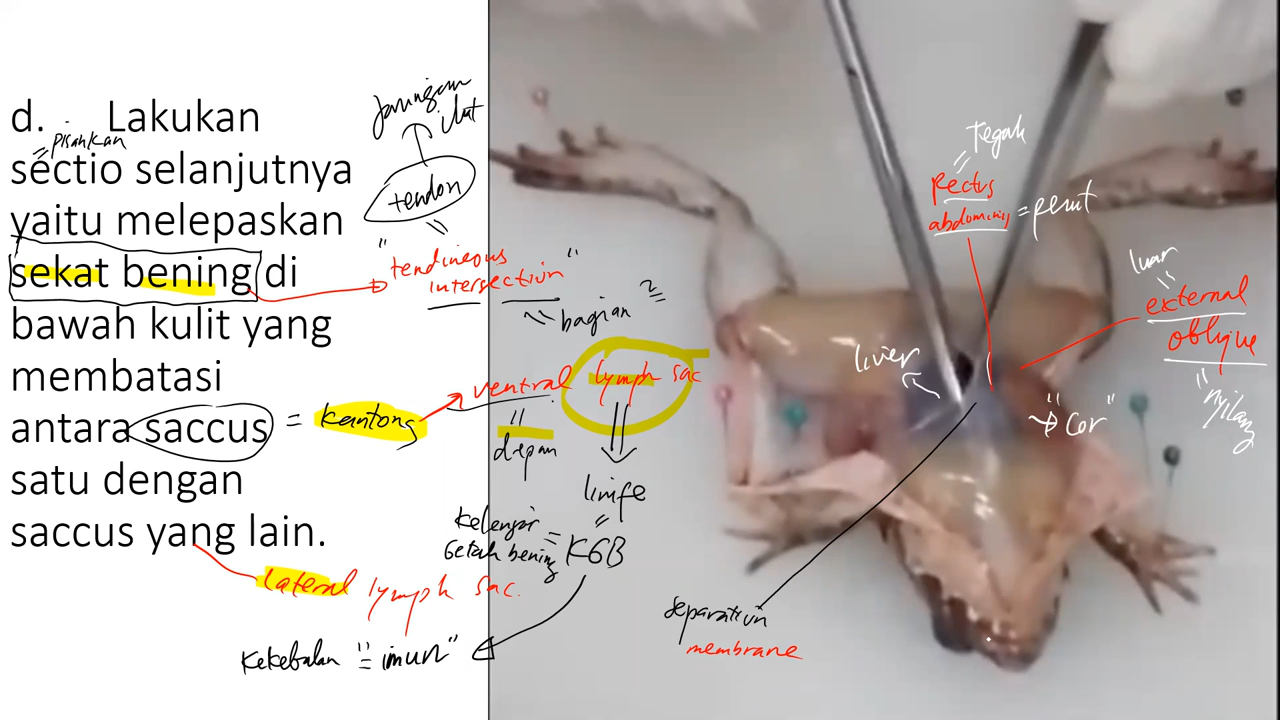 d. Lakukan
pisahkan
sectio selanjutnya
yaitu melepaskan
sekat bening di
bawah kulit yang
membatasi
antara saccus
satu dengan
saccus yang lain.
Jaringan
ikat
tendon
"tendineous
intersection"
bagian²
= kantong
ventral lymph sac
depan
limfe
Kelenjar
Getah bening
= KGB
lateral lymph sac.
Kekebalan = "imun"
Tegak
Rectus
abdominis = perut
luar
external
oblique
nyilang
liver
"Cor"
separation
membrane